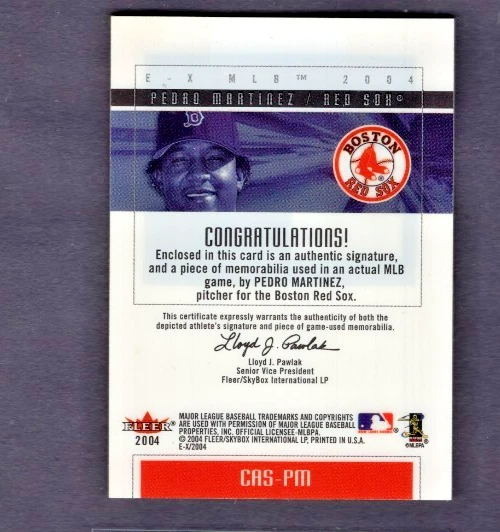 E - X MLB™ 2004
PEDRO MARTINEZ / RED SOX®
B
BOSTON
RED SOX
®
CONGRATULATIONS!
Enclosed in this card is an authentic signature,
and a piece of memorabilia used in an actual MLB
game, by PEDRO MARTINEZ,
pitcher for the Boston Red Sox.
This certificate expressly warrants the authenticity of both the
depicted athlete's signature and piece of game-used memorabilia.
Lloyd J. Pawlak
Lloyd J. Pawlak
Senior Vice President
Fleer/SkyBox International LP
FLEER
2004
MAJOR LEAGUE BASEBALL TRADEMARKS AND COPYRIGHTS
ARE USED WITH PERMISSION OF MAJOR LEAGUE BASEBALL
PROPERTIES, INC. OFFICIAL LICENSEE-MLBPA.
© 2004 FLEER/SKYBOX INTERNATIONAL LP, PRINTED IN U.S.A.
E-X/2004
©MLBPA
CAS-PM